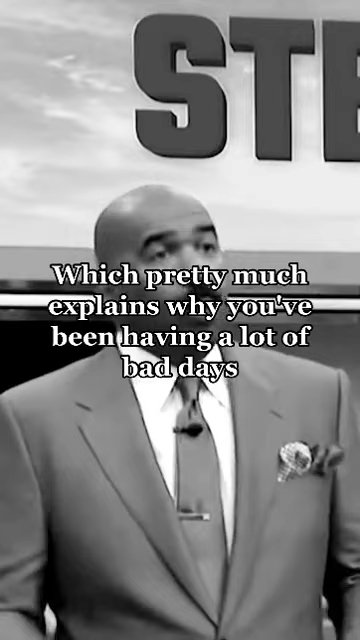 STE
Which pretty much
explains why you've
been having a lot of
bad days